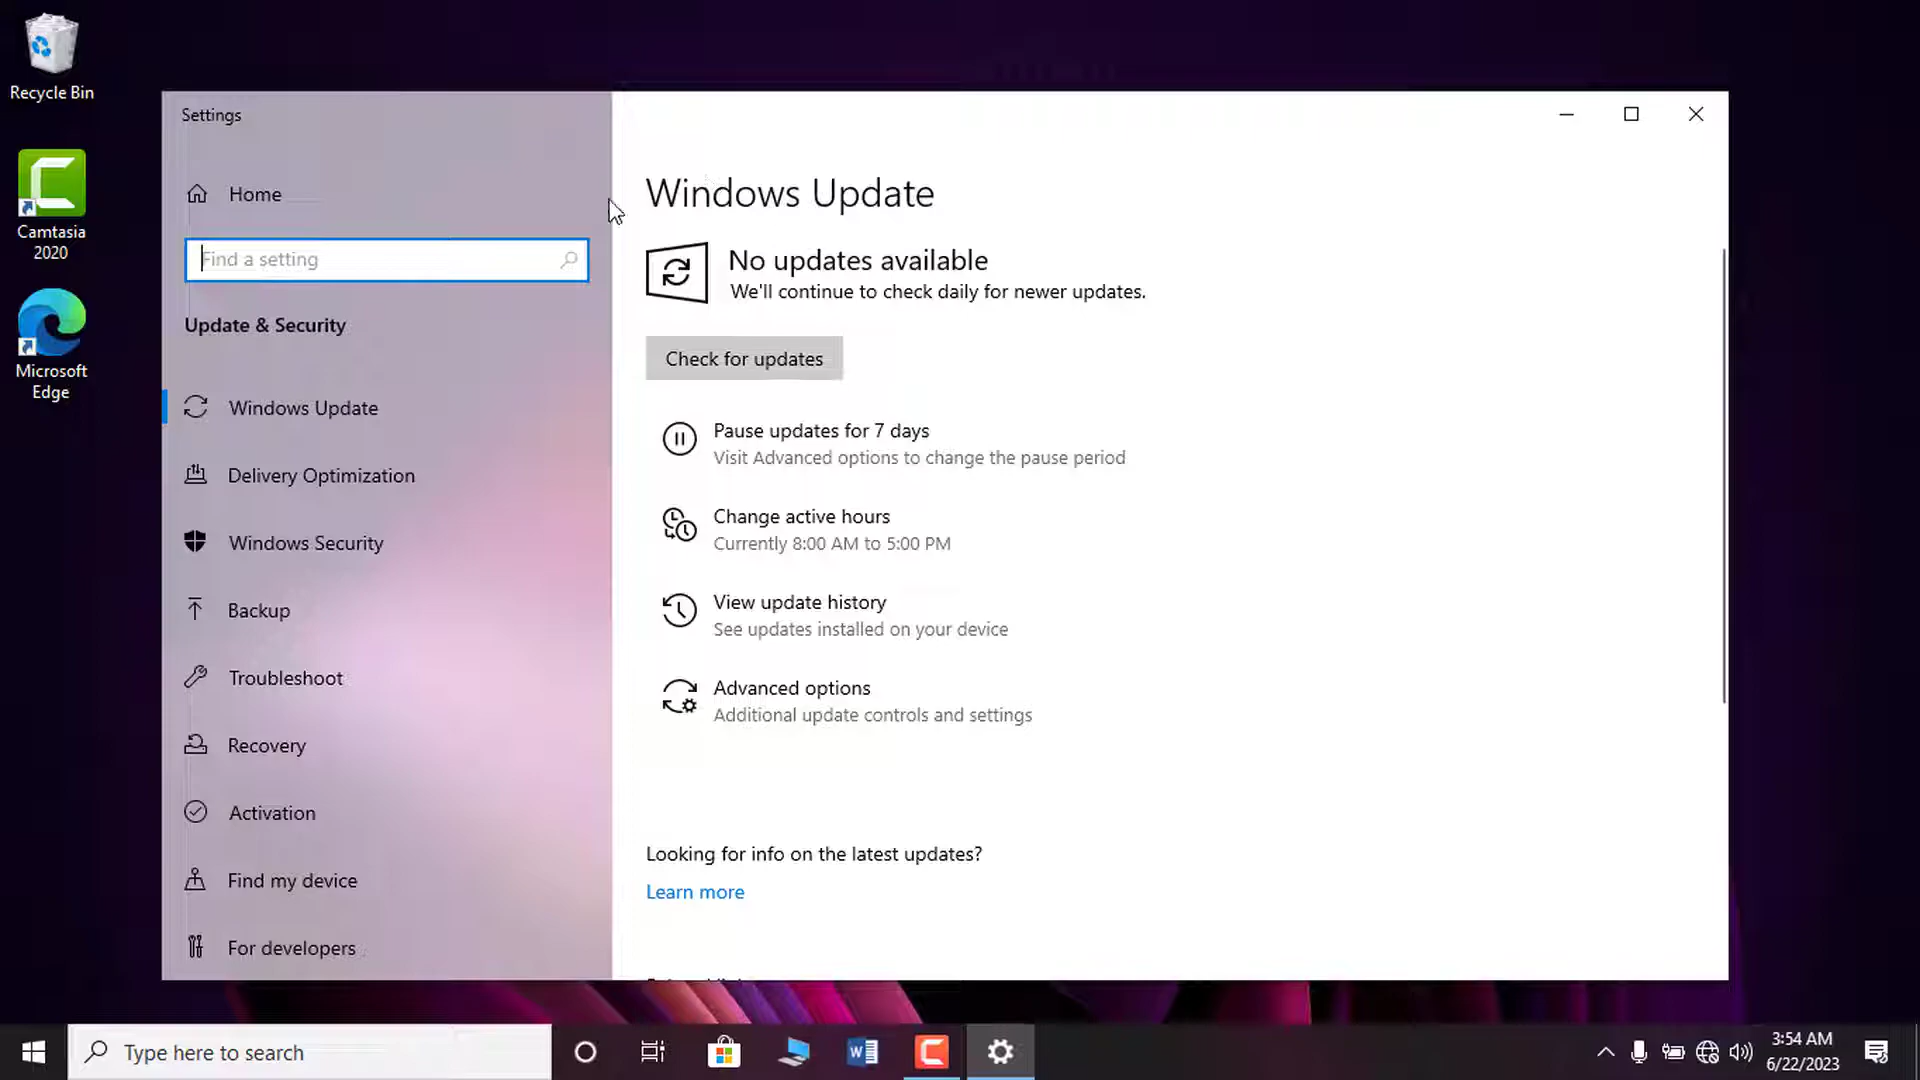 Recycle Bin
Camtasia
2020
Microsoft
Edge
Settings
Home
Find a setting
Update & Security
Windows Update
Delivery Optimization
Windows Security
Backup
Troubleshoot
Recovery
Activation
Find my device
For developers
Windows Update
No updates available
We'll continue to check daily for newer updates.
Check for updates
Pause updates for 7 days
Visit Advanced options to change the pause period
Change active hours
Currently 8:00 AM to 5:00 PM
View update history
See updates installed on your device
Advanced options
Additional update controls and settings
Looking for info on the latest updates?
Learn more
Type here to search
3:54 AM
6/22/2023